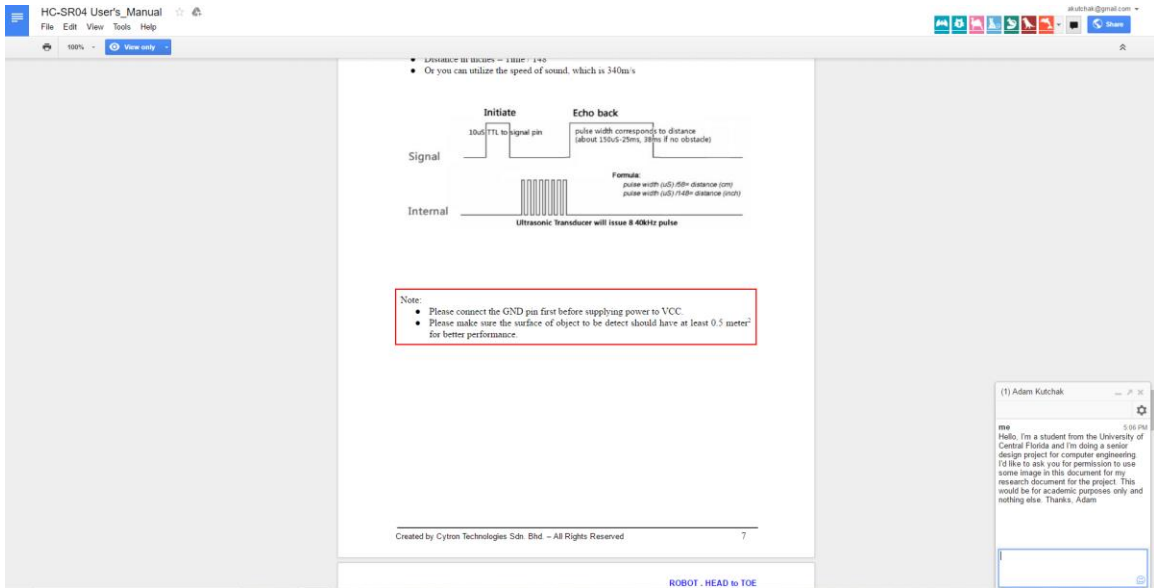 HC-SR04 User's_Manual
akutchak@gmail.com
File Edit View Tools Help
Share
100%
View only
Distance in inches = Time / 148
Or you can utilize the speed of sound, which is 340m/s
Initiate
Echo back
10uS TTL to signal pin
pulse width corresponds to distance
(about 150uS-25ms, 38ms if no obstacle)
Signal
Formula:
pulse width (uS) /58= distance (cm)
pulse width (uS) /148= distance (inch)
Internal
Ultrasonic Transducer will issue 8 40kHz pulse
Note:
Please connect the GND pin first before supplying power to VCC.
Please make sure the surface of object to be detect should have at least 0.5 meter²
for better performance.
Created by Cytron Technologies Sdn. Bhd. – All Rights Reserved 7
ROBOT . HEAD to TOE
(1) Adam Kutchak
me 5:06 PM
Hello, I'm a student from the University of
Central Florida and I'm doing a senior
design project for computer engineering.
I'd like to ask you for permission to use
some image in this document for my
research document for the project. This
would be for academic purposes only and
nothing else. Thanks, Adam